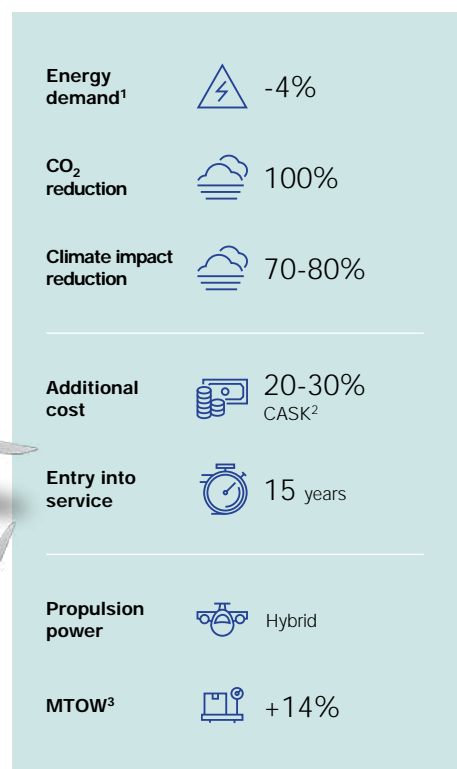 Energy
demand¹
-4%
CO₂
reduction
100%
Climate impact
reduction
70-80%
Additional
cost
20-30%
CASK²
Entry into
service
15 years
Propulsion
power
Hybrid
MTOW³
+14%